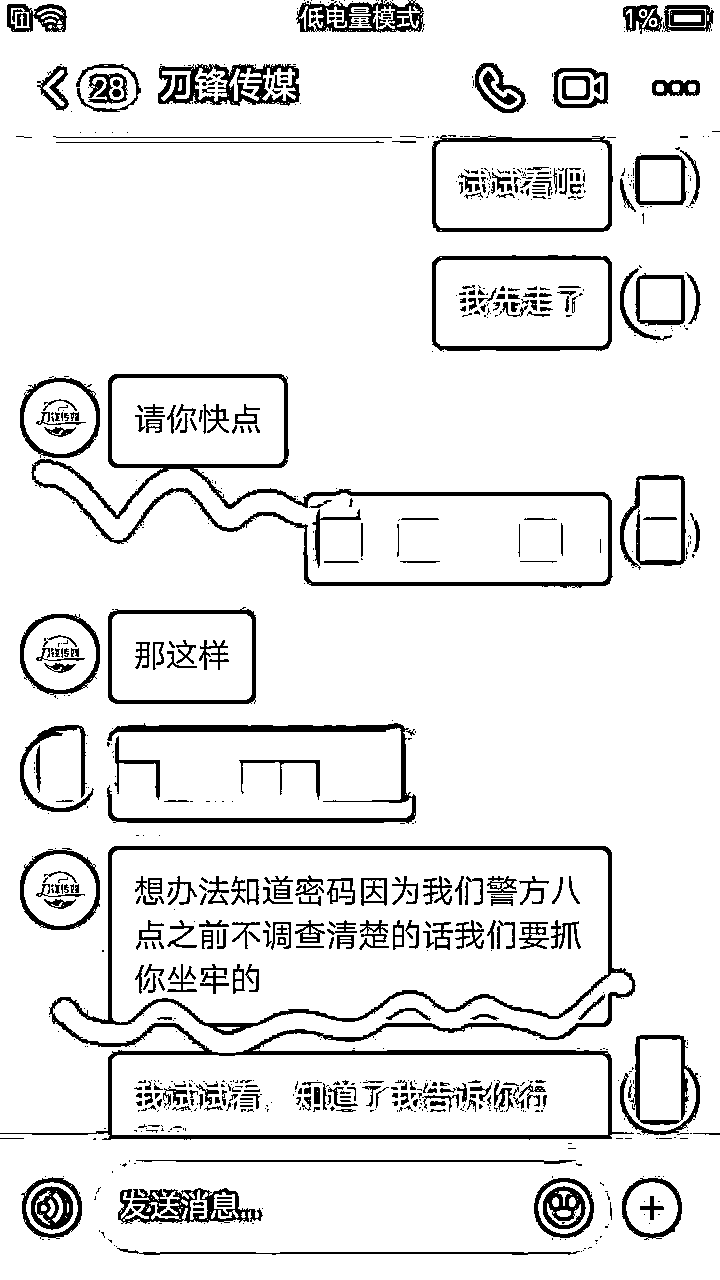 低电量模式
1%
28
刀锋传媒
试试看吧
我先走了
刀锋传媒
请你快点
刀锋传媒
那这样
刀锋传媒
想办法知道密码因为我们警方八
点之前不调查清楚的话我们要抓
你坐牢的
我试试看，知道了我告诉你行
发送消息...